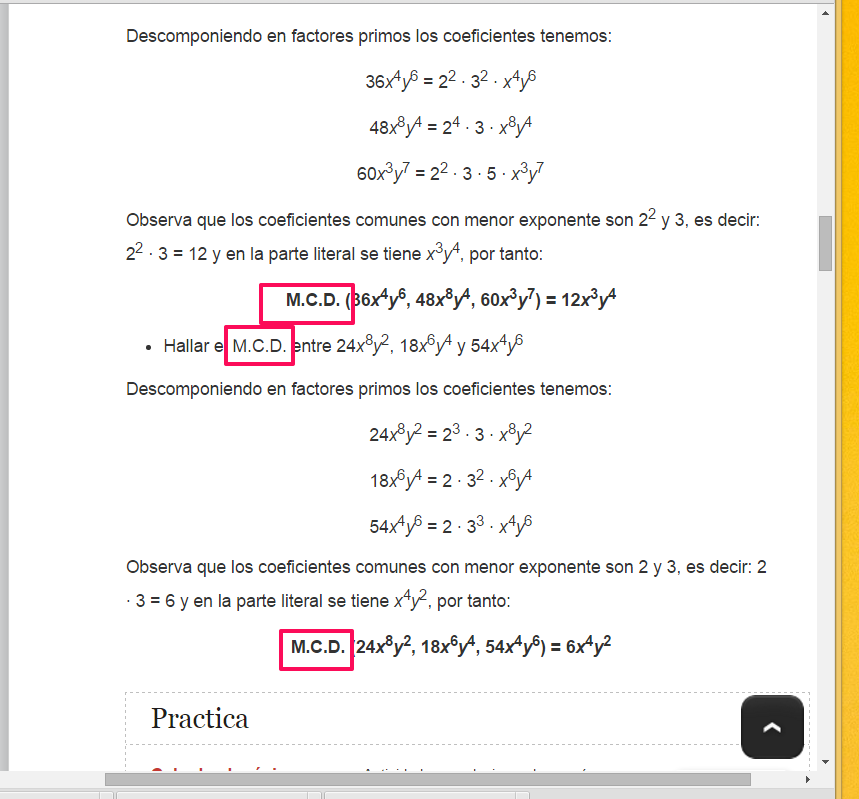 Descomponiendo en factores primos los coeficientes tenemos:
36x⁴y⁶ = 2² · 3² · x⁴y⁶
48x⁸y⁴ = 2⁴ · 3 · x⁸y⁴
60x³y⁷ = 2² · 3 · 5 · x³y⁷
Observa que los coeficientes comunes con menor exponente son 2² y 3, es decir:
2² · 3 = 12 y en la parte literal se tiene x³y⁴, por tanto:
M.C.D. (36x⁴y⁶, 48x⁸y⁴, 60x³y⁷) = 12x³y⁴
• Hallar el M.C.D. entre 24x⁸y², 18x⁶y⁴ y 54x⁴y⁶
Descomponiendo en factores primos los coeficientes tenemos:
24x⁸y² = 2³ · 3 · x⁸y²
18x⁶y⁴ = 2 · 3² · x⁶y⁴
54x⁴y⁶ = 2 · 3³ · x⁴y⁶
Observa que los coeficientes comunes con menor exponente son 2 y 3, es decir: 2
· 3 = 6 y en la parte literal se tiene x⁴y², por tanto:
M.C.D. (24x⁸y², 18x⁶y⁴, 54x⁴y⁶) = 6x⁴y²
Practica